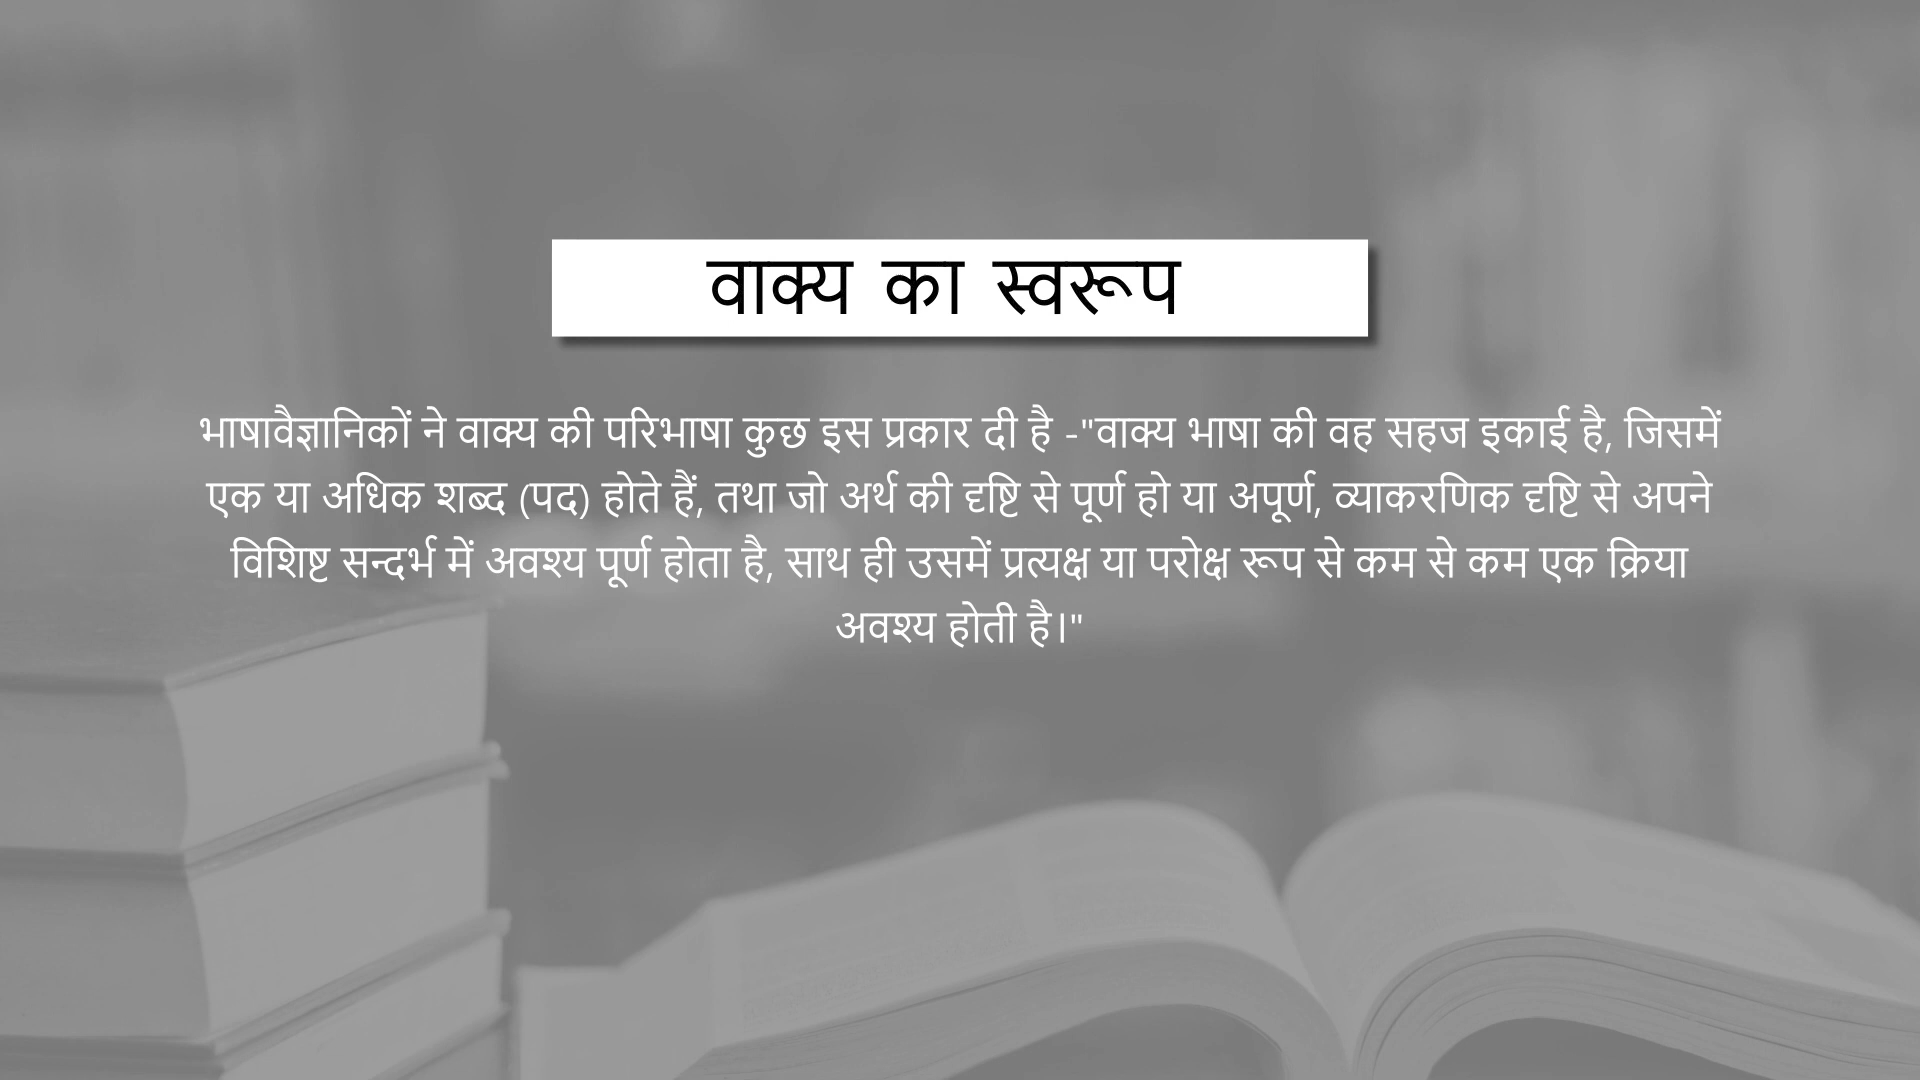 वाक्य का स्वरूप
भाषावैज्ञानिकों ने वाक्य की परिभाषा कुछ इस प्रकार दी है -"वाक्य भाषा की वह सहज इकाई है, जिसमें
एक या अधिक शब्द (पद) होते हैं, तथा जो अर्थ की दृष्टि से पूर्ण हो या अपूर्ण, व्याकरणिक दृष्टि से अपने
विशिष्ट सन्दर्भ में अवश्य पूर्ण होता है, साथ ही उसमें प्रत्यक्ष या परोक्ष रूप से कम से कम एक क्रिया
अवश्य होती है।"